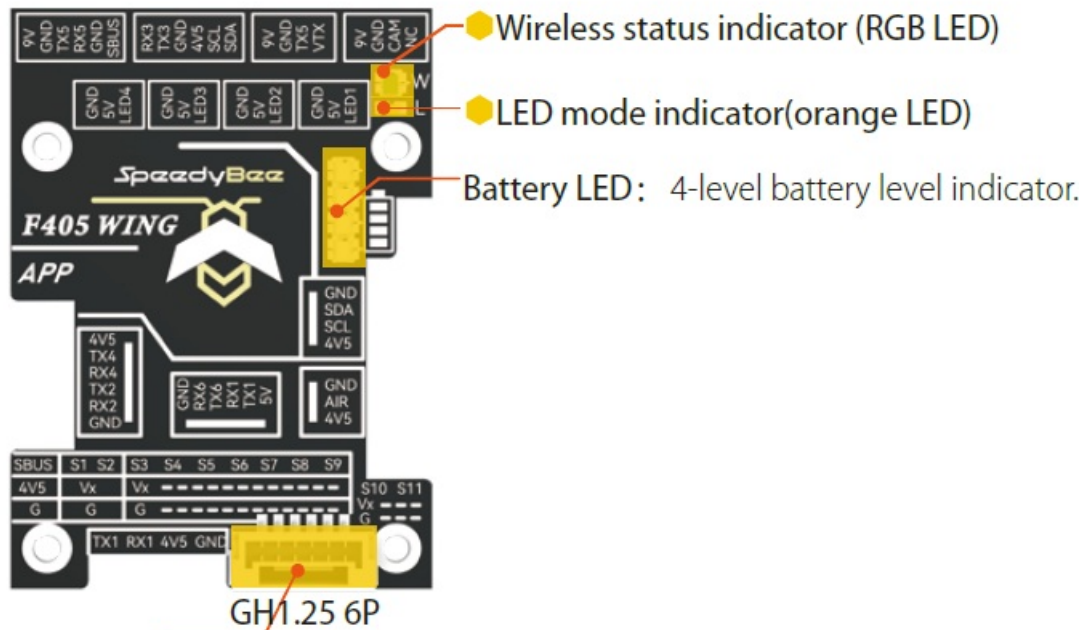 9V GND TX5 RX5 GND SBUS
RX3 TX3 GND 4V5 SCL SDA
9V GND TX5 VTX
9V GND CAM NC
Wireless status indicator (RGB LED)
W
GND 5V LED4
GND 5V LED3
GND 5V LED2
GND 5V LED1
L
LED mode indicator(orange LED)
SpeedyBee
Battery LED: 4-level battery level indicator.
F405 WING
APP
GND
SDA
SCL
4V5
4V5
TX4
RX4
TX2
RX2
GND
GND RX6 TX6 RX1 TX1 5V
GND
AIR
4V5
SBUS S1 S2 S3 S4 S5 S6 S7 S8 S9
4V5 Vx Vx
S10 S11
Vx
G G G
G
TX1 RX1 4V5 GND
GH1.25 6P